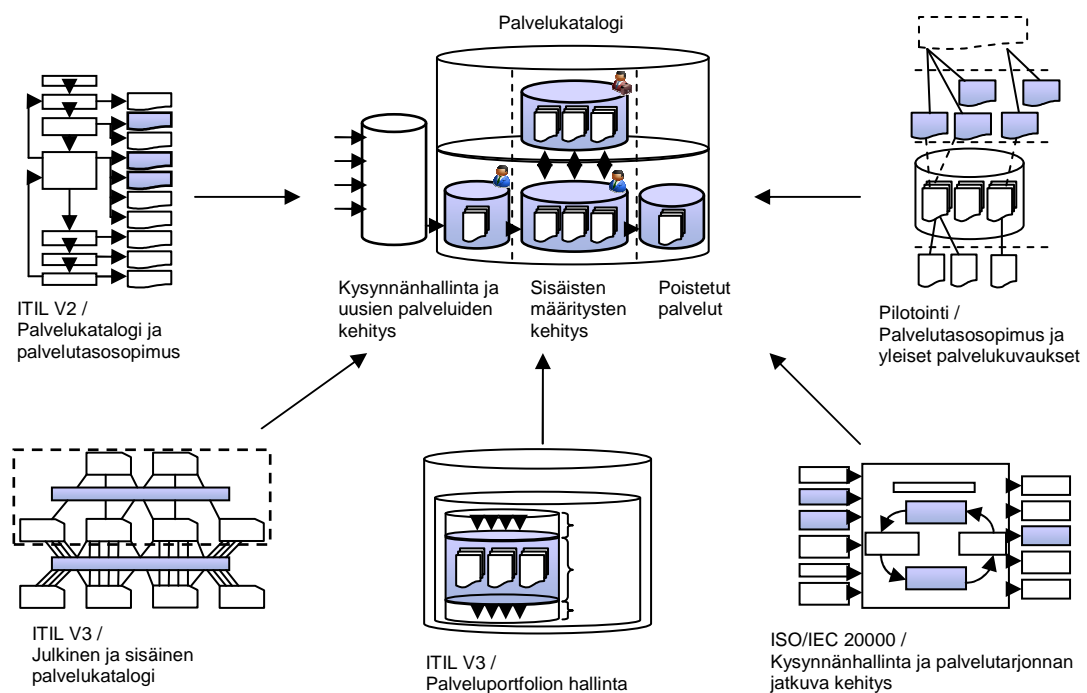 Palvelukatalogi
Kysynnänhallinta ja
uusien palveluiden
kehitys
Sisäisten
määritysten
kehitys
Poistetut
palvelut
ITIL V2 /
Palvelukatalogi ja
palvelutasosopimus
Pilotointi /
Palvelutasosopimus ja
yleiset palvelukuvaukset
ITIL V3 /
Julkinen ja sisäinen
palvelukatalogi
ITIL V3 /
Palveluportfolion hallinta
ISO/IEC 20000 /
Kysynnänhallinta ja palvelutarjonnan
jatkuva kehitys